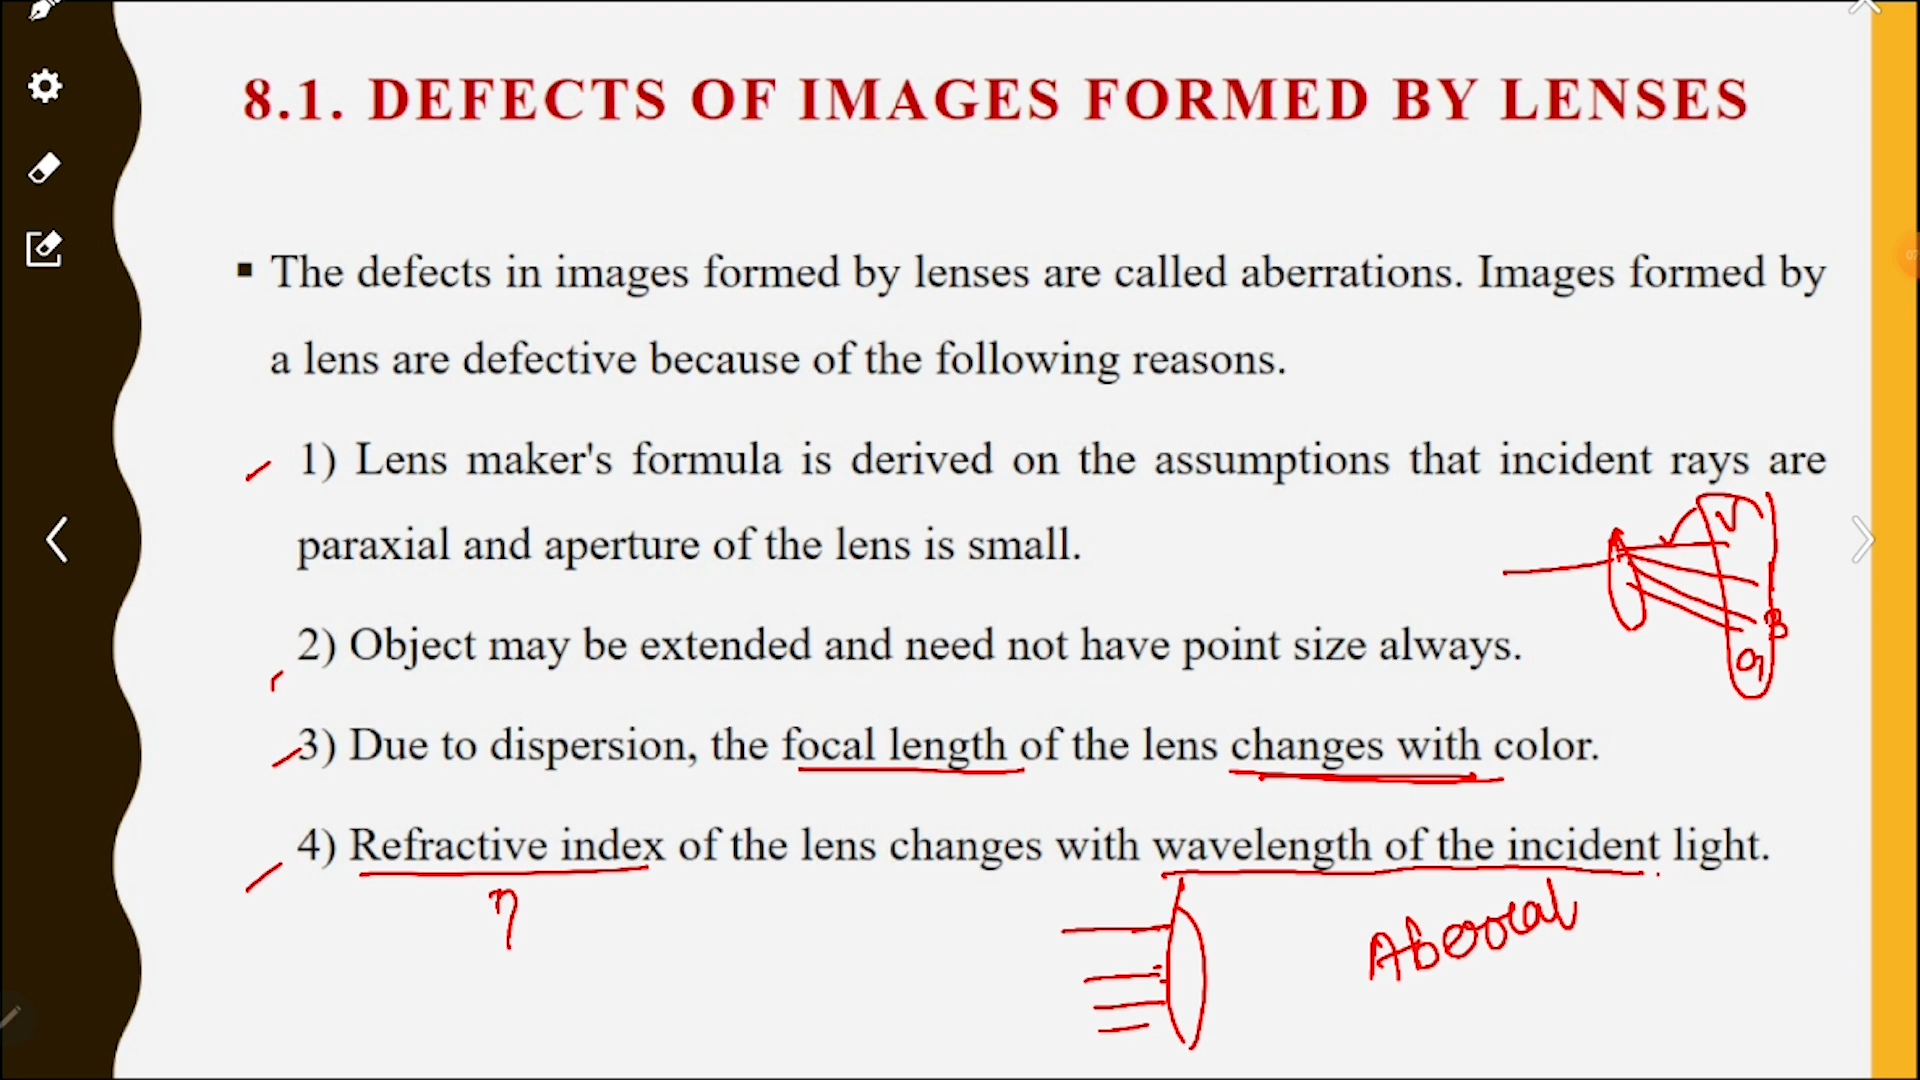 8.1. DEFECTS OF IMAGES FORMED BY LENSES
▪ The defects in images formed by lenses are called aberrations. Images formed by
a lens are defective because of the following reasons.
1) Lens maker's formula is derived on the assumptions that incident rays are
paraxial and aperture of the lens is small.
V
2) Object may be extended and need not have point size always.
B
G
3) Due to dispersion, the focal length of the lens changes with color.
4) Refractive index of the lens changes with wavelength of the incident light.
η